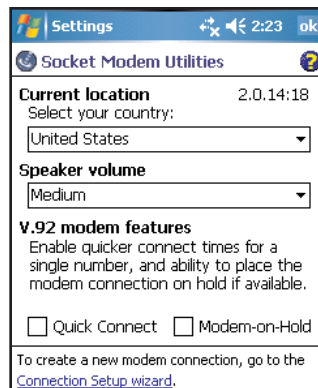 Settings 2:23 ok
Socket Modem Utilities ?
Current location 2.0.14:18
Select your country:
United States
Speaker volume
Medium
V.92 modem features
Enable quicker connect times for a
single number, and ability to place the
modem connection on hold if available.
Quick Connect Modem-on-Hold
To create a new modem connection, go to the
Connection Setup wizard.